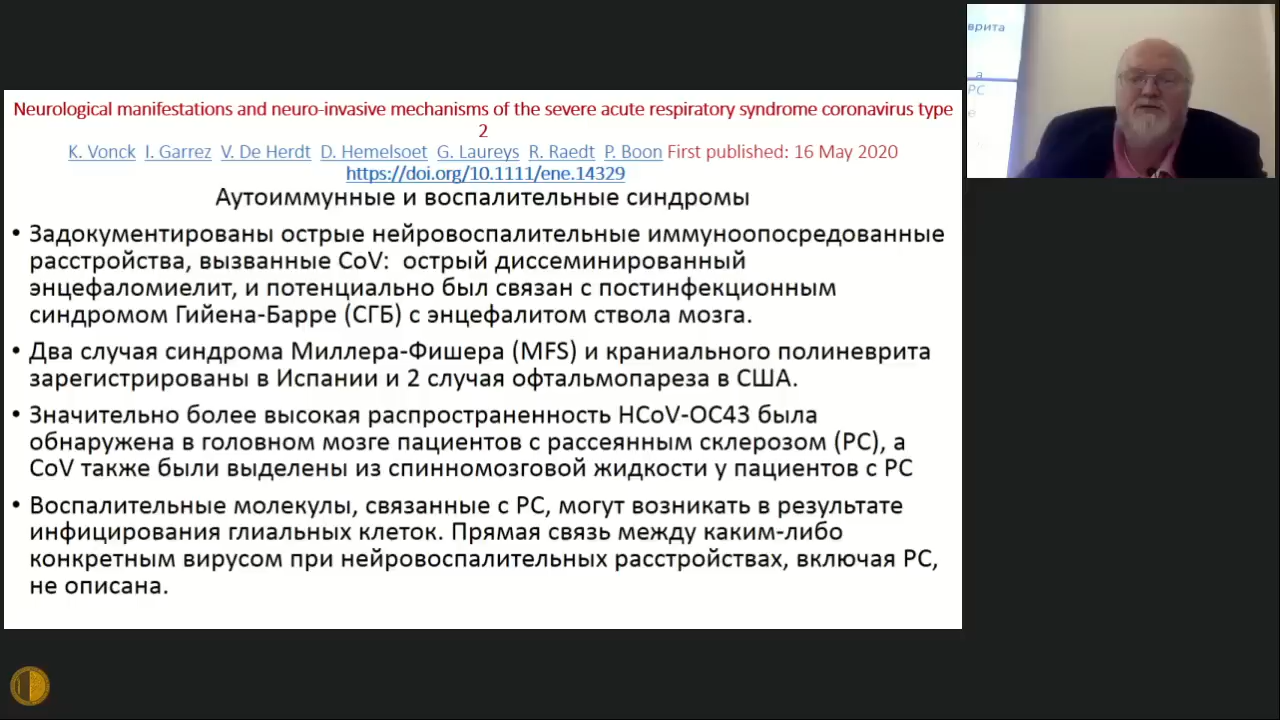 Neurological manifestations and neuro-invasive mechanisms of the severe acute respiratory syndrome coronavirus type
2
K. Vonck I. Garrez V. De Herdt D. Hemelsoet G. Laureys R. Raedt P. Boon First published: 16 May 2020
https://doi.org/10.1111/ene.14329
Аутоиммунные и воспалительные синдромы
• Задокументированы острые нейровоспалительные иммуноопосредованные
расстройства, вызванные CoV: острый диссеминированный
энцефаломиелит, и потенциально был связан с постинфекционным
синдромом Гийена-Барре (СГБ) с энцефалитом ствола мозга.
• Два случая синдрома Миллера-Фишера (MFS) и краниального полиневрита
зарегистрированы в Испании и 2 случая офтальмопареза в США.
• Значительно более высокая распространенность HCoV-OC43 была
обнаружена в головном мозге пациентов с рассеянным склерозом (РС), а
CoV также были выделены из спинномозговой жидкости у пациентов с РС
• Воспалительные молекулы, связанные с РС, могут возникать в результате
инфицирования глиальных клеток. Прямая связь между каким-либо
конкретным вирусом при нейровоспалительных расстройствах, включая РС,
не описана.
врита
а
РС
е